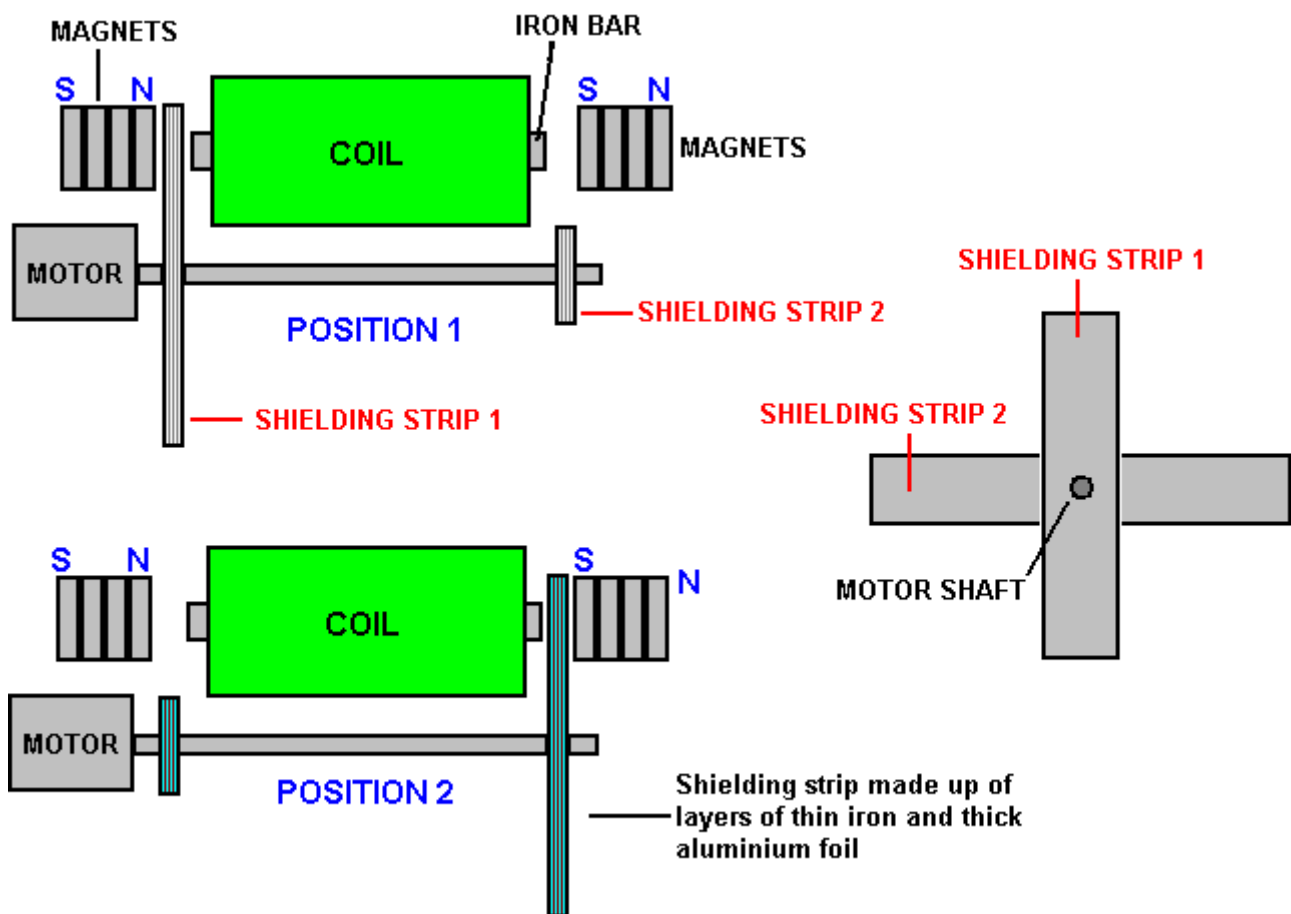 MAGNETS
IRON BAR
S N
COIL
S N
MAGNETS
MOTOR
POSITION 1
SHIELDING STRIP 2
SHIELDING STRIP 1
SHIELDING STRIP 1
SHIELDING STRIP 2
MOTOR SHAFT
S N
COIL
S
N
MOTOR
POSITION 2
Shielding strip made up of
layers of thin iron and thick
aluminium foil